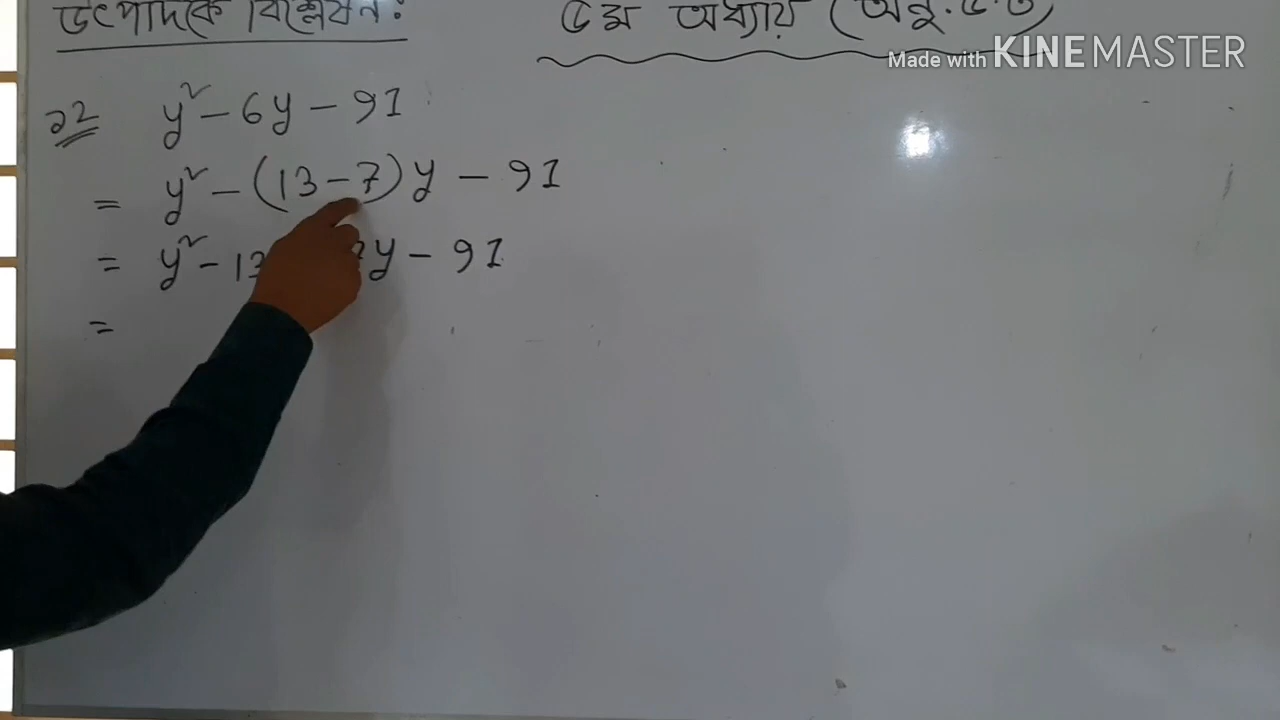 উৎপাদকে বিশ্লেষন: ৫ম অধ্যায় (অনু.৫.৩)
Made with KINEMASTER
২২ y² - 6y - 91
= y² - (13 - 7)y - 91
= y² - 13 y - 91
=